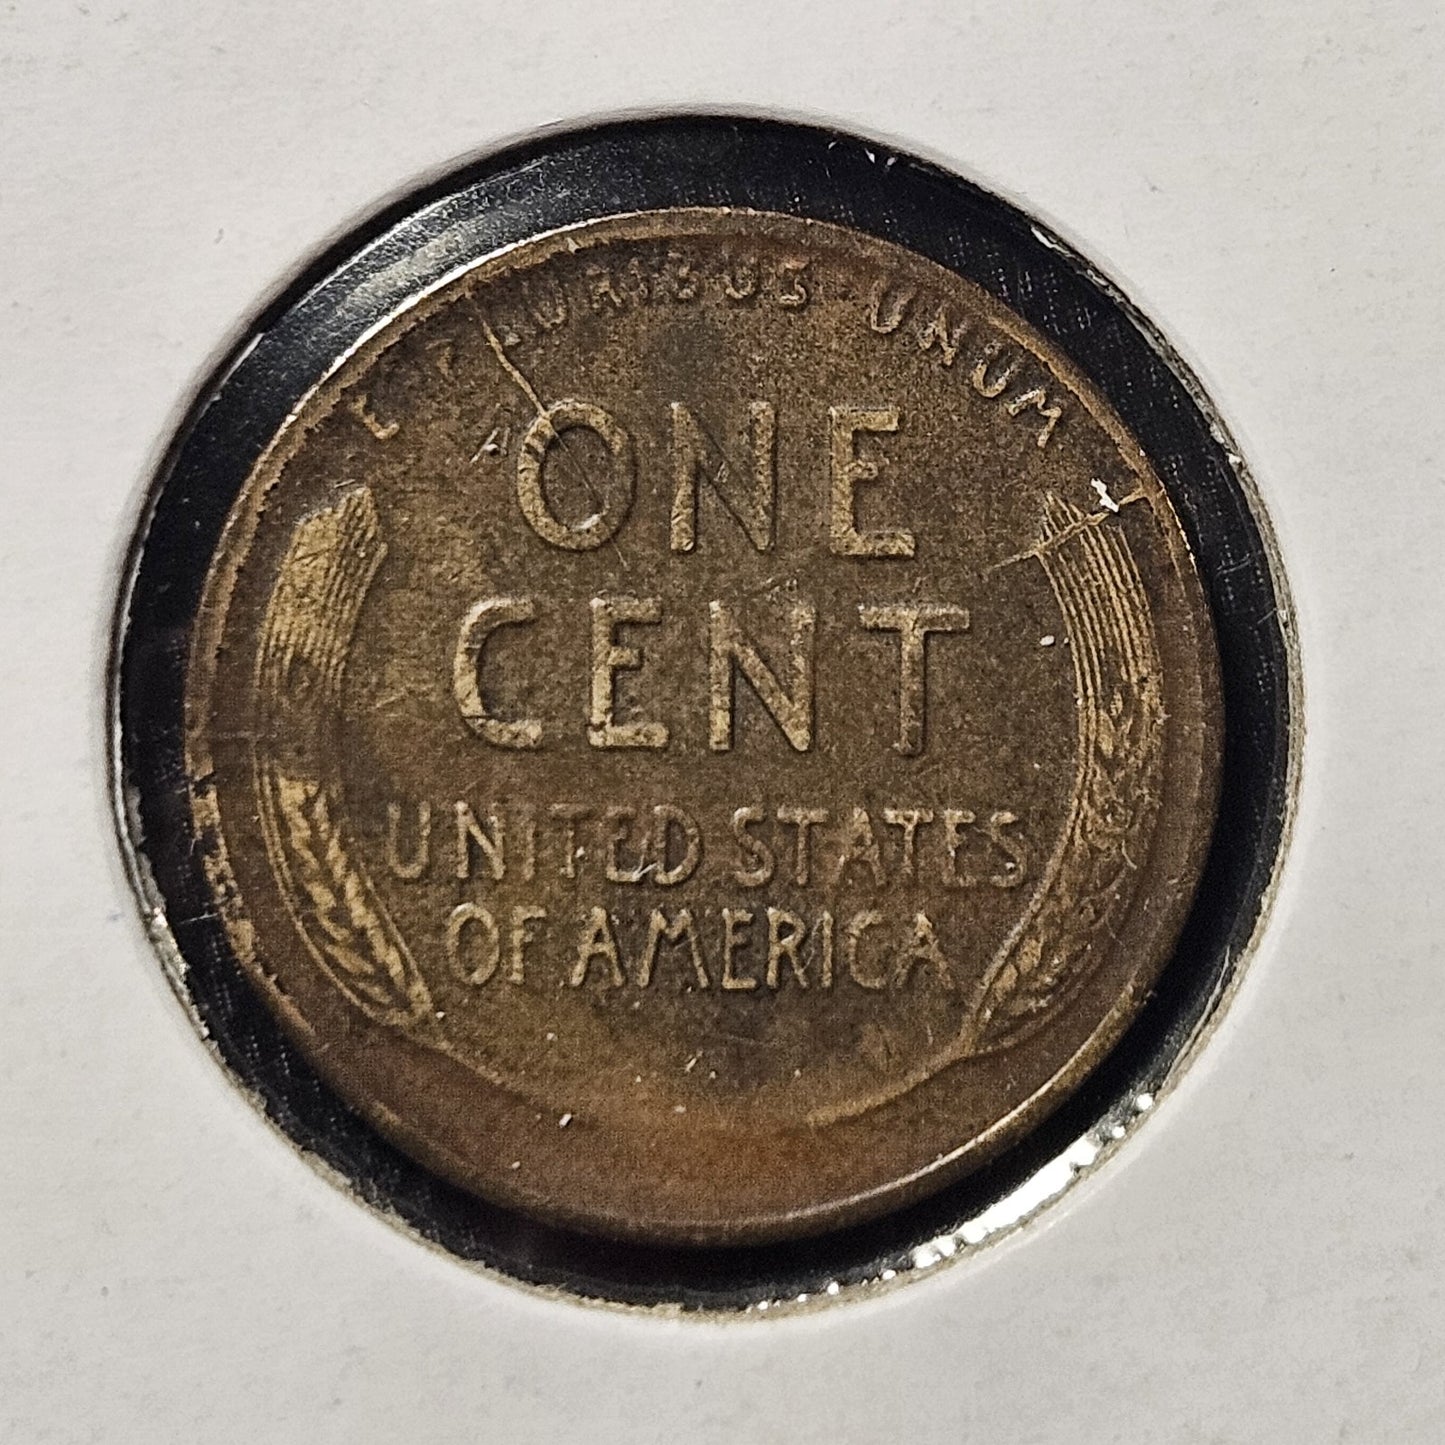 E PLURIBUS UNUM
ONE
CENT
UNITED STATES
OF AMERICA